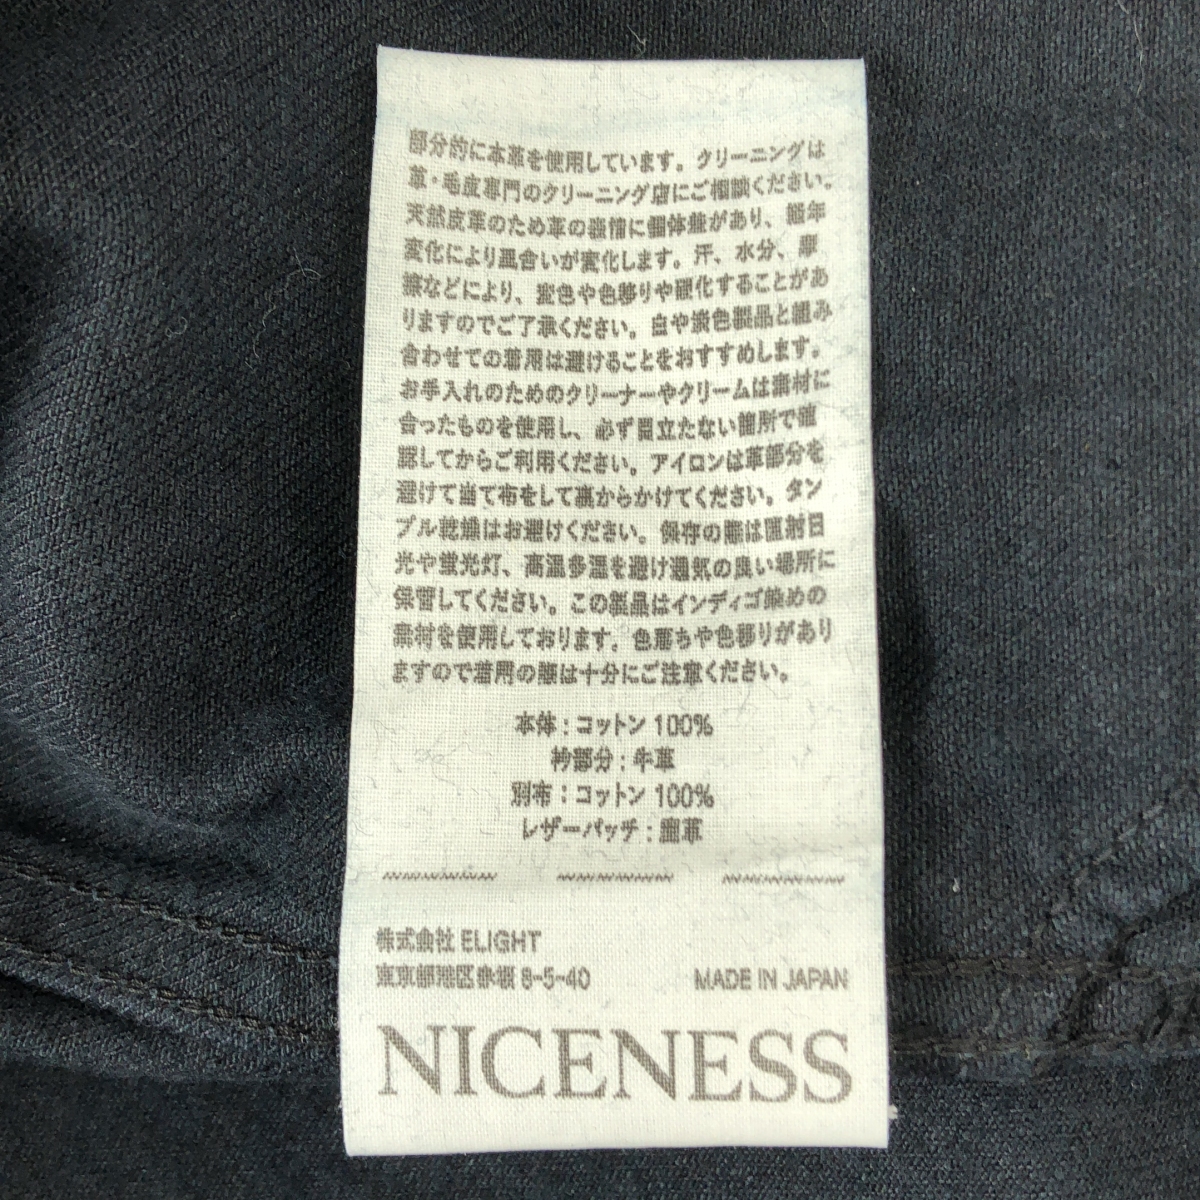 部分的に本革を使用しています。クリーニングは
革・毛皮専門のクリーニング店にご相談ください。
天然皮革のため革の表情に個体差があり、経年
変化により風合いが変化します。汗、水分、摩
擦などにより、変色や色移りや硬化することがあ
りますのでご了承ください。白や淡色製品と組み
合わせての着用は避けることをおすすめします。
お手入れのためのクリーナーやクリームは素材に
合ったものを使用し、必ず目立たない箇所で確
認してからご利用ください。アイロンは革部分を
避けて当て布をして裏からかけてください。タン
ブル乾燥はお避けください。保存の際は直射日
光や蛍光灯、高温多湿を避け通気の良い場所に
保管してください。この製品はインディゴ染めの
素材を使用しております。色落ちや色移りがあり
ますので着用の際は十分にご注意ください。
本体：コットン 100%
衿部分：牛革
別布：コットン 100%
レザーパッチ：鹿革
株式会社 ELIGHT
東京都港区赤坂 8-5-40
MADE IN JAPAN
NICENESS